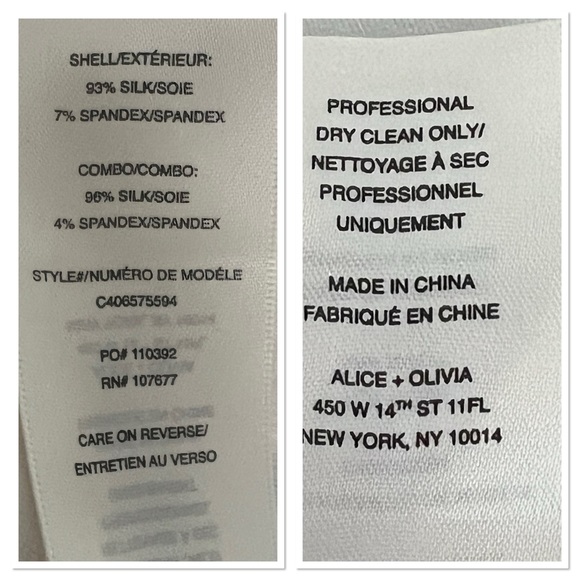 SHELL/EXTÉRIEUR:
93% SILK/SOIE
7% SPANDEX/SPANDEX
COMBO/COMBO:
96% SILK/SOIE
4% SPANDEX/SPANDEX
STYLE#/NUMÉRO DE MODÉLE
C406575594
PO# 110392
RN# 107677
CARE ON REVERSE/
ENTRETIEN AU VERSO
PROFESSIONAL
DRY CLEAN ONLY/
NETTOYAGE À SEC
PROFESSIONNEL
UNIQUEMENT
MADE IN CHINA
FABRIQUÉ EN CHINE
ALICE + OLIVIA
450 W 14TH ST 11FL
NEW YORK, NY 10014